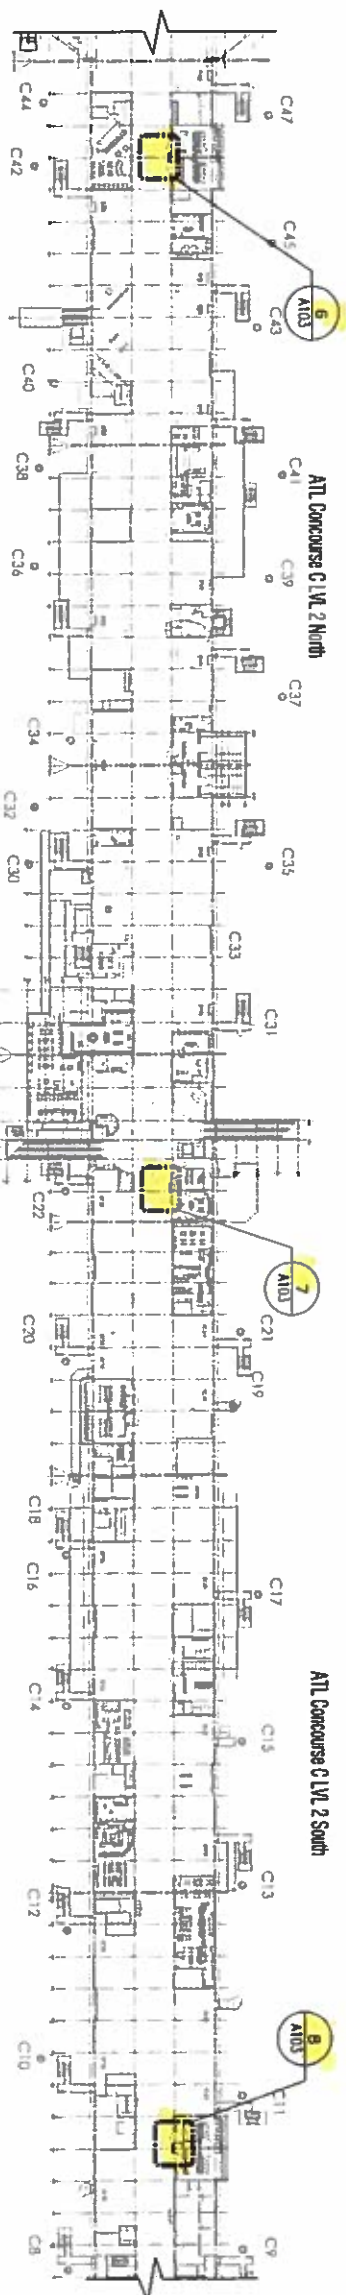 C47
C45
6
A103
C43
C41
ATL Concourse C LVL 2 North
C39
C37
C35
C33
C31
7
A103
C21
C19
C17
ATL Concourse C LVL 2 South
C15
C13
8
A103
C11
C9
C44
C42
C40
C38
C36
C34
C32
C30
C22
C20
C18
C16
C14
C12
C10
C8